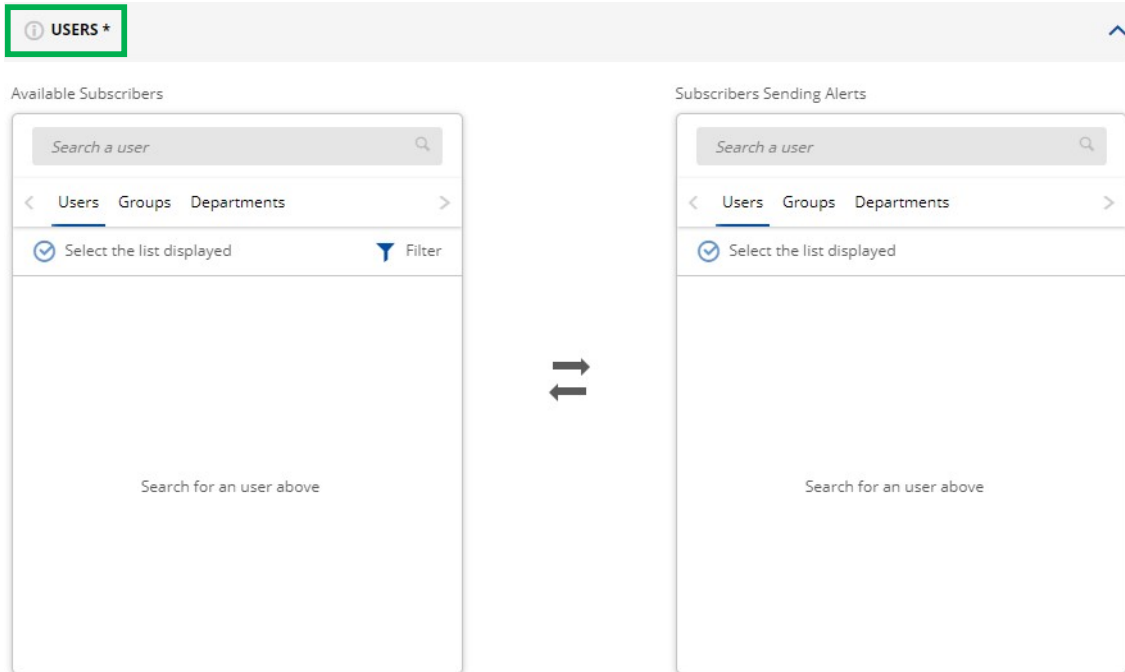 USERS *
Available Subscribers
Search a user
Users Groups Departments
Select the list displayed Filter
Search for an user above
Subscribers Sending Alerts
Search a user
Users Groups Departments
Select the list displayed
Search for an user above